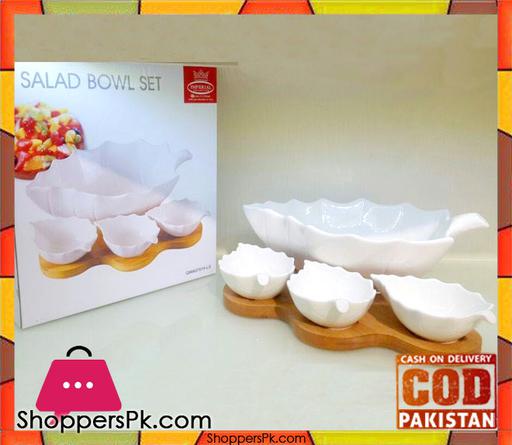 SALAD BOWL SET
IMPERIAL
CASH ON DELIVERY
COD
PAKISTAN
ShoppersPk.com
ShoppersPk.com